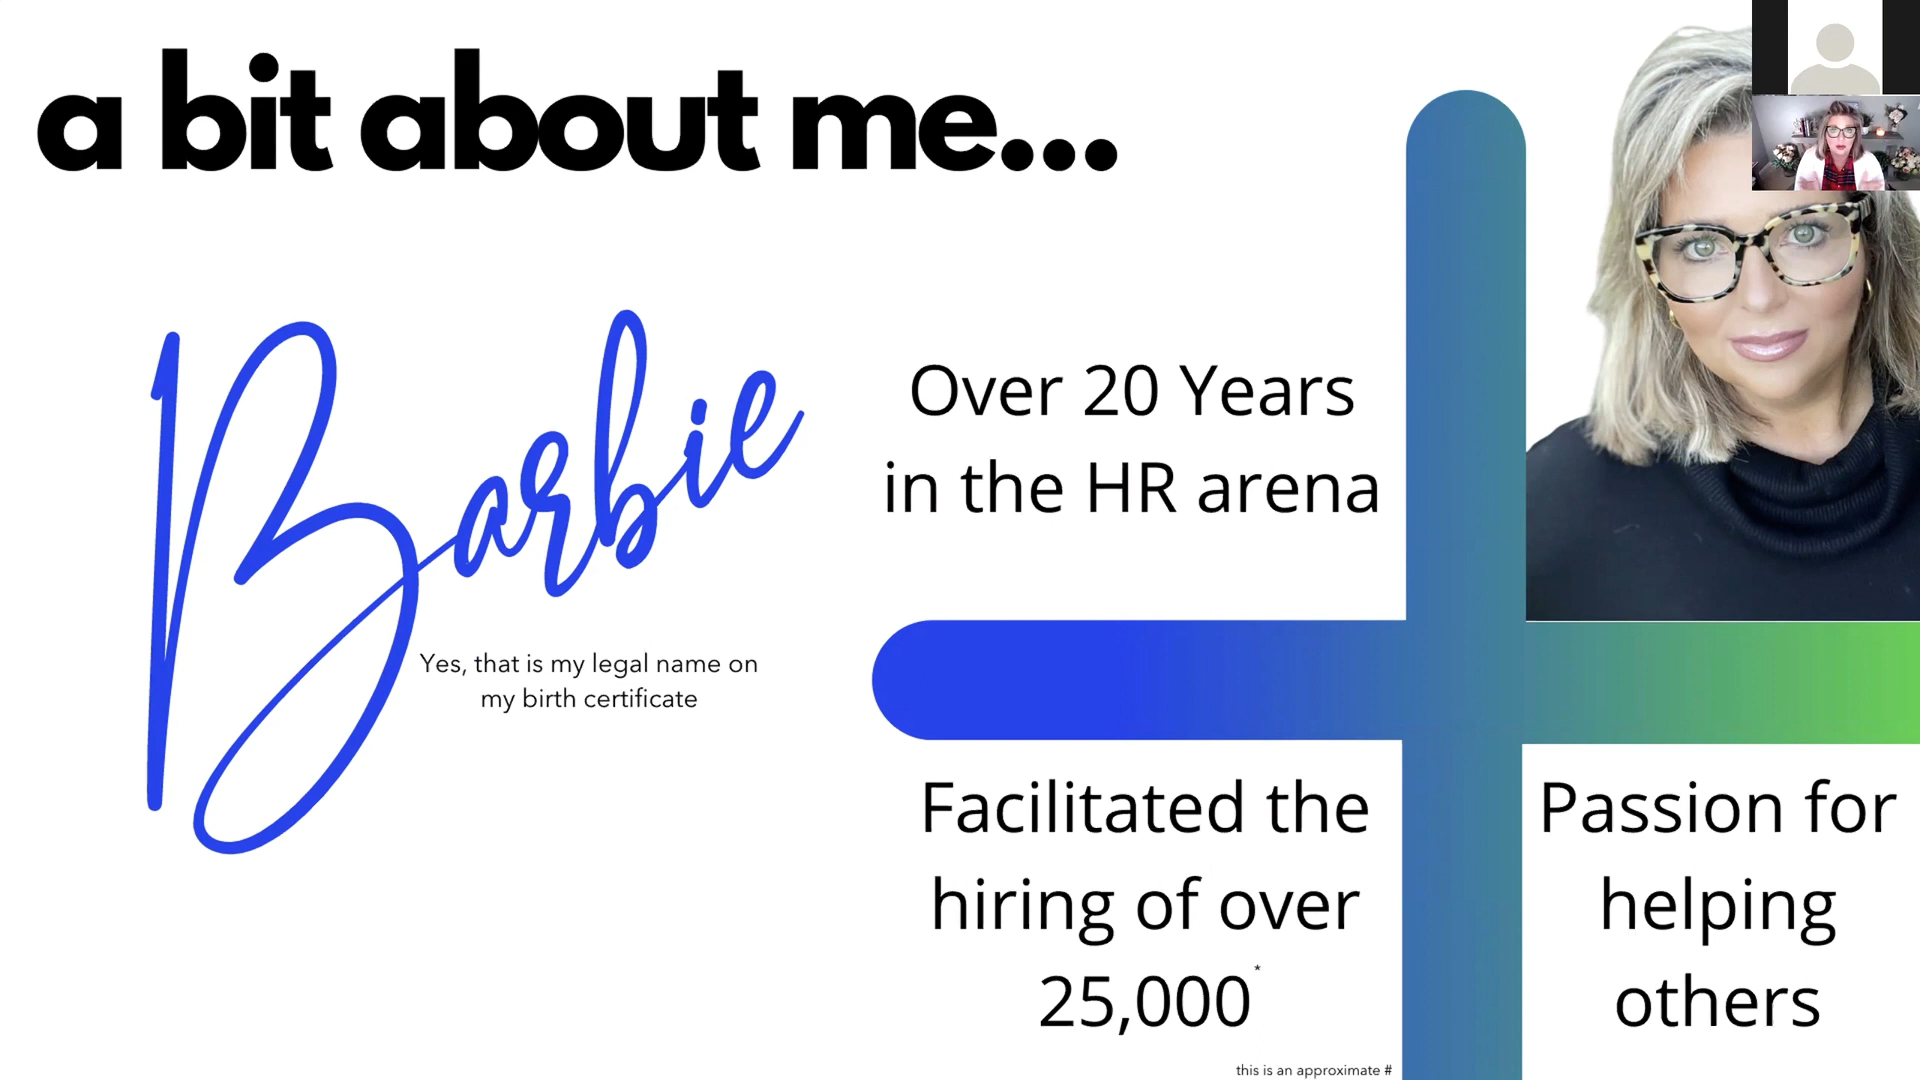 a bit about me...
Barbie
Yes, that is my legal name on
my birth certificate
Over 20 Years
in the HR arena
Facilitated the
hiring of over
25,000*
this is an approximate #
Passion for
helping
others